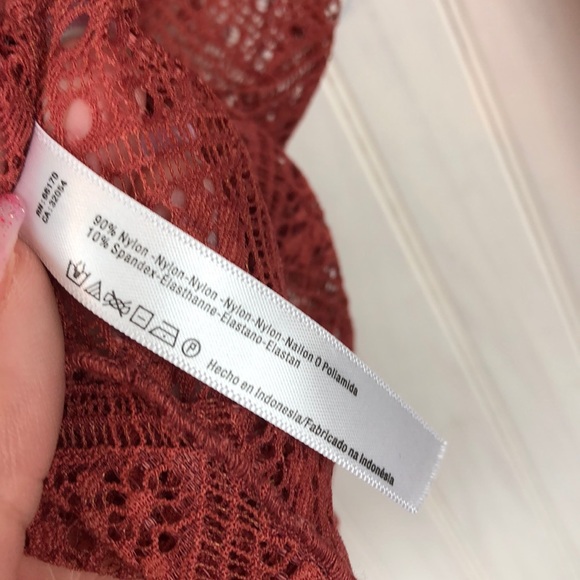 RN: 66170
CA: 32054
90% Nylon -Nylon-Nylon -Nylon-Nylon-Nailon O Poliamida
10% Spandex-Elasthanne-Elastano-Elastan
P
Hecho en Indonesia/Fabricado na Indonésia